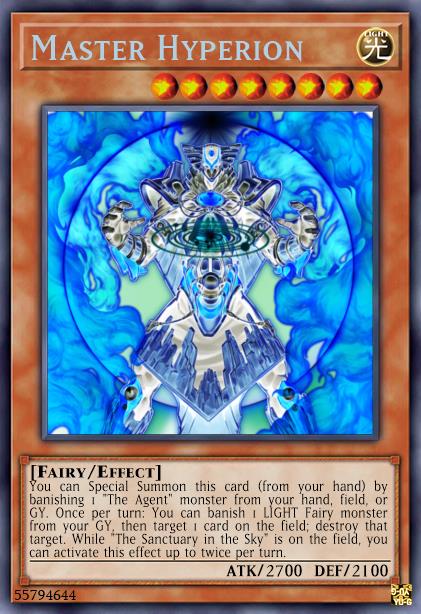 MASTER HYPERION
LIGHT
光
[FAIRY/EFFECT]
You can Special Summon this card (from your hand) by
banishing 1 "The Agent" monster from your hand, field, or
GY. Once per turn: You can banish 1 LIGHT Fairy monster
from your GY, then target 1 card on the field; destroy that
target. While "The Sanctuary in the Sky" is on the field, you
can activate this effect up to twice per turn.
ATK/2700 DEF/2100
55794644